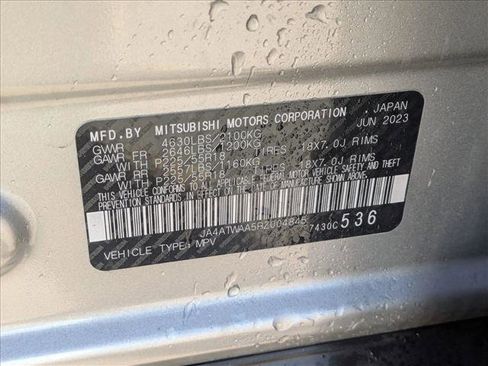 MFD.BY MITSUBISHI MOTORS CORPORATION JAPAN
GVWR 4630LBS/2100KG JUN 2023
GAWR FR 2646LBS/1200KG
WITH P225/55R18 TIRES 18X7.0J RIMS
GAWR RR 1160KG
WITH P225/55R18 TIRES 18X7.0J RIMS
THIS VEHICLE CONFORMS TO ALL APPLICABLE U.S. FEDERAL MOTOR VEHICLE SAFETY AND THEFT
PREVENTION STANDARDS IN EFFECT ON THE DATE OF MANUFACTURE SHOWN ABOVE.
7430C 536
VEHICLE TYPE: MPV